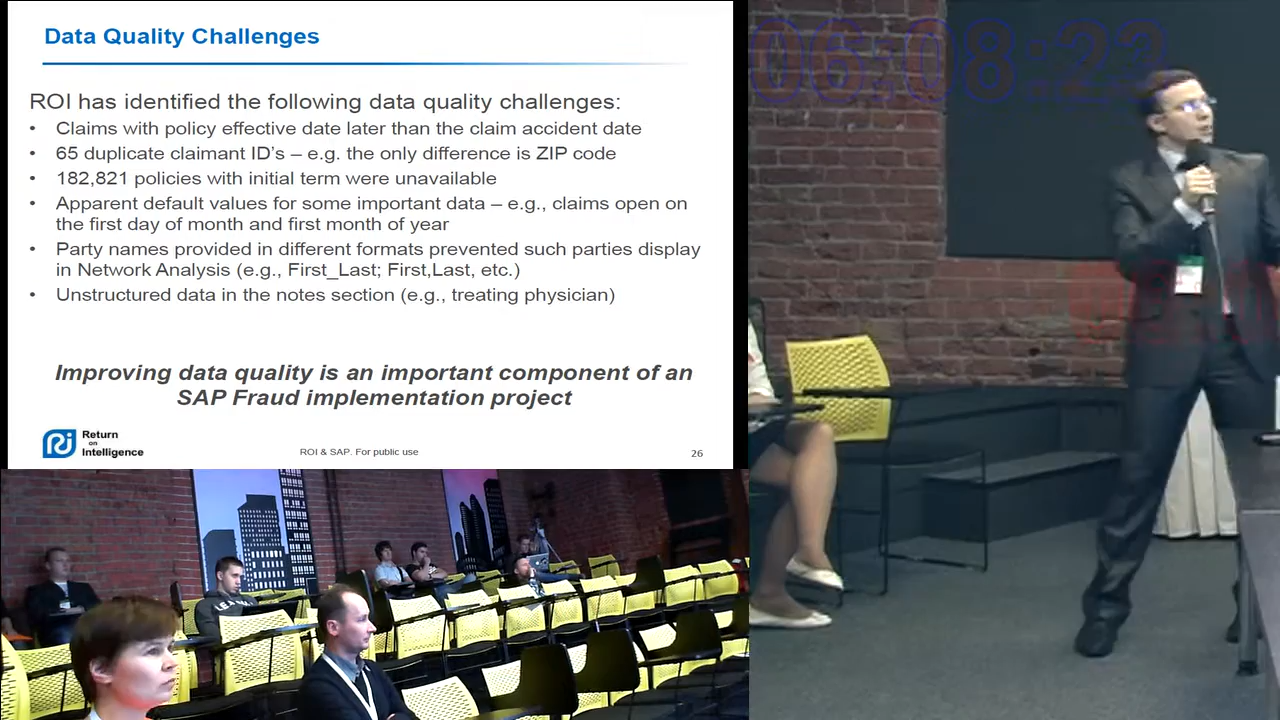 Data Quality Challenges
ROI has identified the following data quality challenges:
• Claims with policy effective date later than the claim accident date
• 65 duplicate claimant ID's – e.g. the only difference is ZIP code
• 182,821 policies with initial term were unavailable
• Apparent default values for some important data – e.g., claims open on
the first day of month and first month of year
• Party names provided in different formats prevented such parties display
in Network Analysis (e.g., First_Last; First,Last, etc.)
• Unstructured data in the notes section (e.g., treating physician)
Improving data quality is an important component of an
SAP Fraud implementation project
Return
on
Intelligence
ROI & SAP. For public use
26
06:08:23